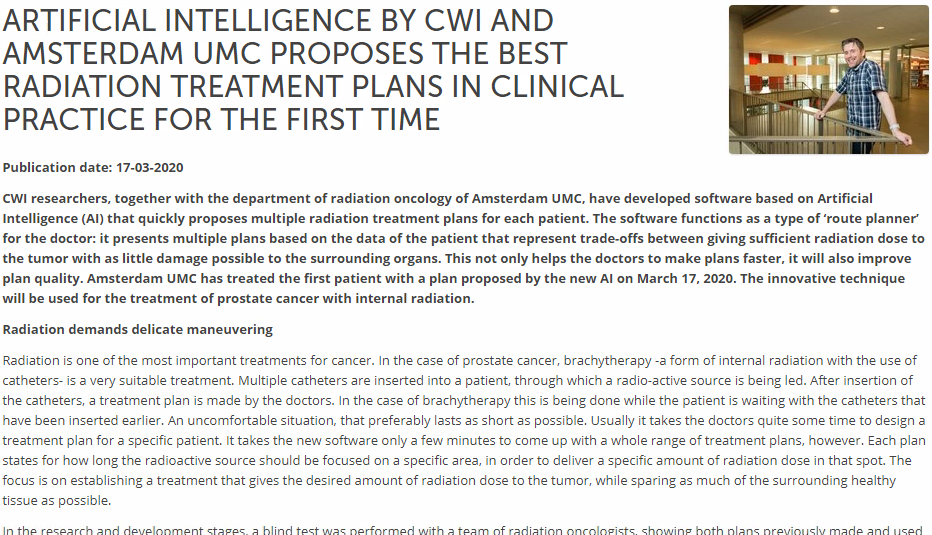 ARTIFICIAL INTELLIGENCE BY CWI AND
AMSTERDAM UMC PROPOSES THE BEST
RADIATION TREATMENT PLANS IN CLINICAL
PRACTICE FOR THE FIRST TIME
Publication date: 17-03-2020
CWI researchers, together with the department of radiation oncology of Amsterdam UMC, have developed software based on Artificial
Intelligence (AI) that quickly proposes multiple radiation treatment plans for each patient. The software functions as a type of ‘route planner’
for the doctor: it presents multiple plans based on the data of the patient that represent trade-offs between giving sufficient radiation dose to
the tumor with as little damage possible to the surrounding organs. This not only helps the doctors to make plans faster, it will also improve
plan quality. Amsterdam UMC has treated the first patient with a plan proposed by the new AI on March 17, 2020. The innovative technique
will be used for the treatment of prostate cancer with internal radiation.
Radiation demands delicate maneuvering
Radiation is one of the most important treatments for cancer. In the case of prostate cancer, brachytherapy -a form of internal radiation with the use of
catheters- is a very suitable treatment. Multiple catheters are inserted into a patient, through which a radio-active source is being led. After insertion of
the catheters, a treatment plan is made by the doctors. In the case of brachytherapy this is being done while the patient is waiting with the catheters that
have been inserted earlier. An uncomfortable situation, that preferably lasts as short as possible. Usually it takes the doctors quite some time to design a
treatment plan for a specific patient. It takes the new software only a few minutes to come up with a whole range of treatment plans, however. Each plan
states for how long the radioactive source should be focused on a specific area, in order to deliver a specific amount of radiation dose in that spot. The
focus is on establishing a treatment that gives the desired amount of radiation dose to the tumor, while sparing as much of the surrounding healthy
tissue as possible.
In the research and development stages, a blind test was performed with a team of radiation oncologists, showing both plans previously made and used